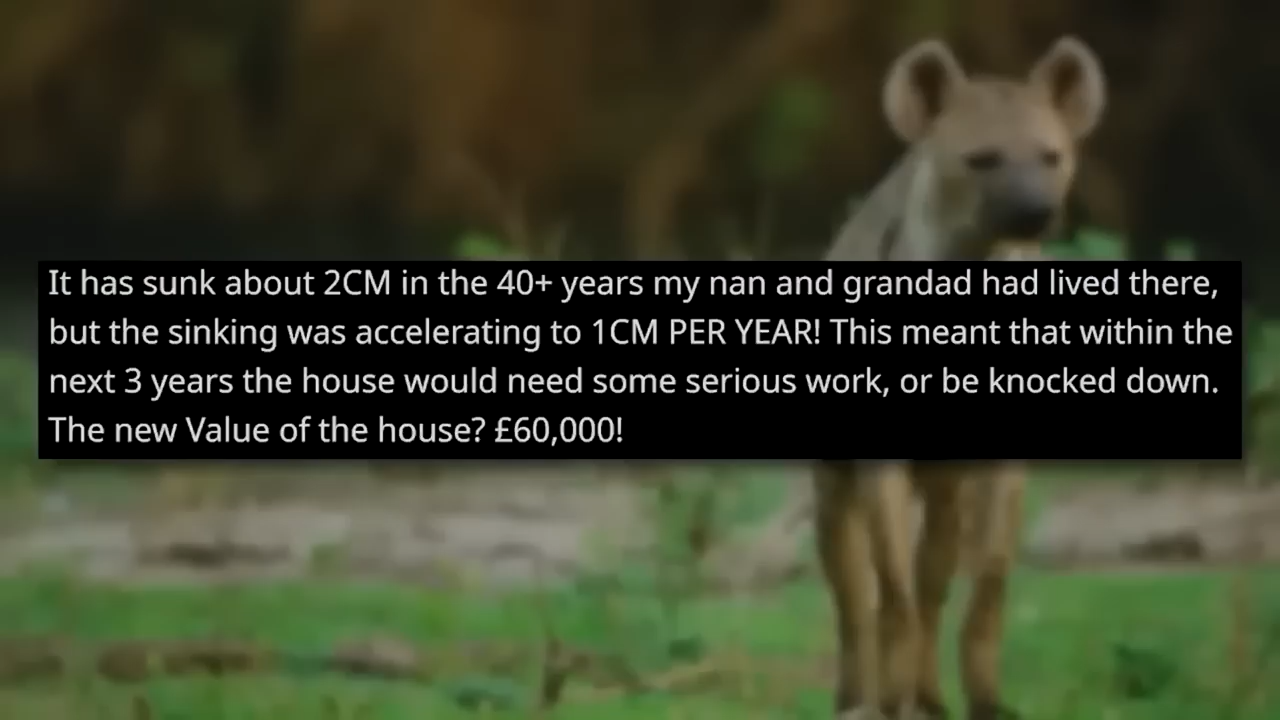 It has sunk about 2CM in the 40+ years my nan and grandad had lived there,
but the sinking was accelerating to 1CM PER YEAR! This meant that within the
next 3 years the house would need some serious work, or be knocked down.
The new Value of the house? £60,000!